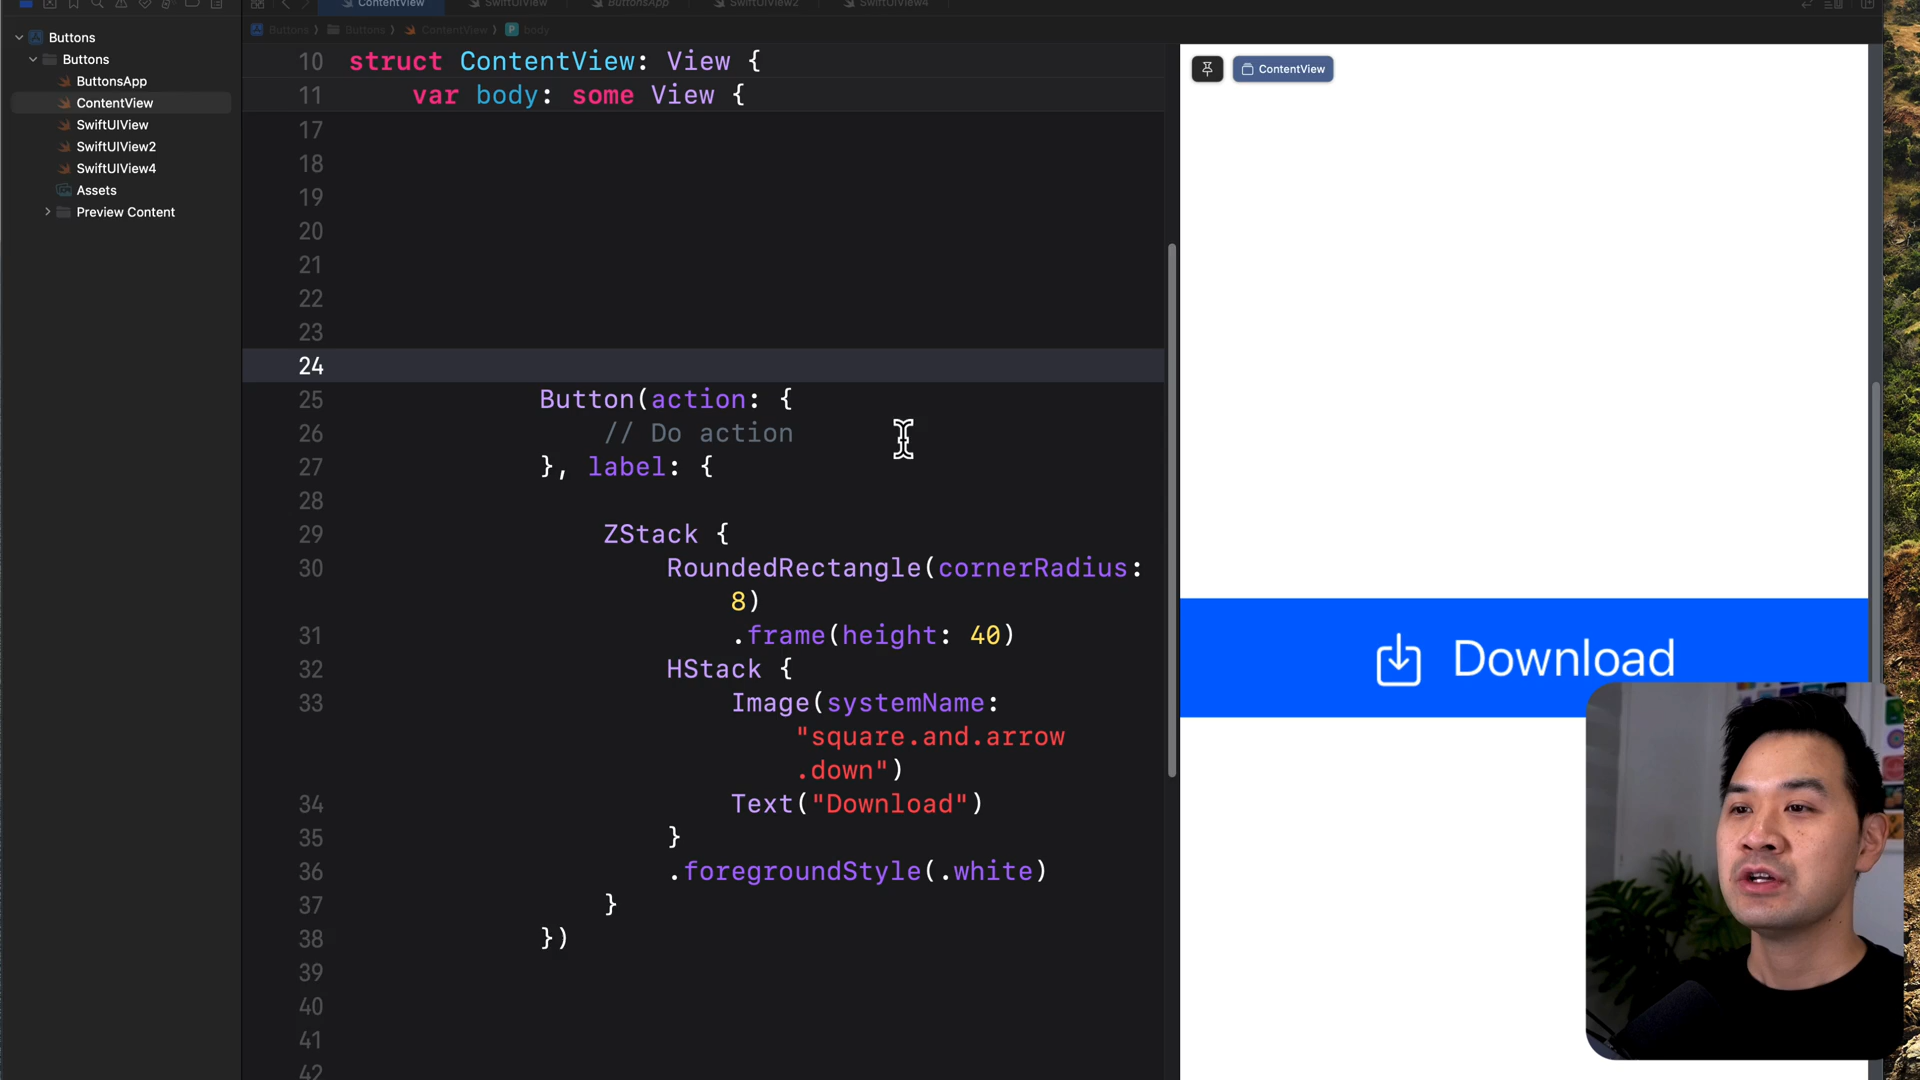 ContentView
SwiftUIView
ButtonsApp
SwiftUIView2
SwiftUIView4
Buttons
Buttons
ButtonsApp
ContentView
SwiftUIView
SwiftUIView2
SwiftUIView4
Assets
Preview Content
Buttons
Buttons
ContentView
P body
10 struct ContentView: View {
11 var body: some View {
17
18
19
20
21
22
23
24
25 Button(action: {
26 // Do action
27 }, label: {
28
29 ZStack {
30 RoundedRectangle(cornerRadius:
8)
31 .frame(height: 40)
32 HStack {
33 Image(systemName:
"square.and.arrow
.down")
34 Text("Download")
35 }
36 .foregroundStyle(.white)
37 }
38 })
39
40
41
42
ContentView
Download